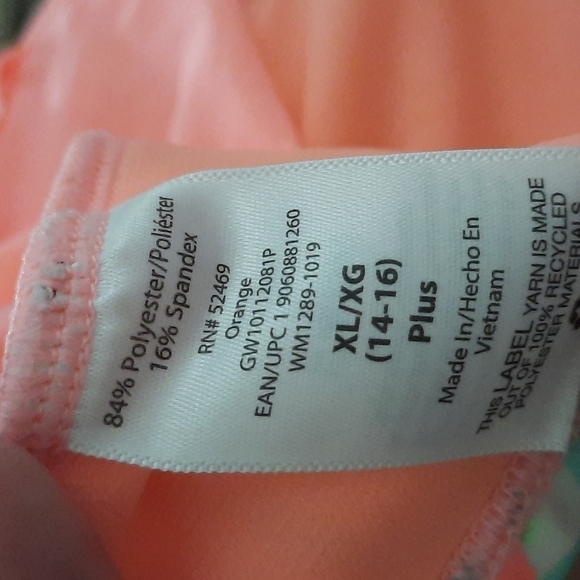 84% Polyester/Poliéster
16% Spandex
RN# 52469
Orange
GW10112081P
EAN/UPC 1 9060881260
WM1289-1019
XL/XG
(14-16)
Plus
Made In/Hecho En
Vietnam
THIS LABEL YARN IS MADE
OUT OF 100% RECYCLED
POLYESTER MATERIALS